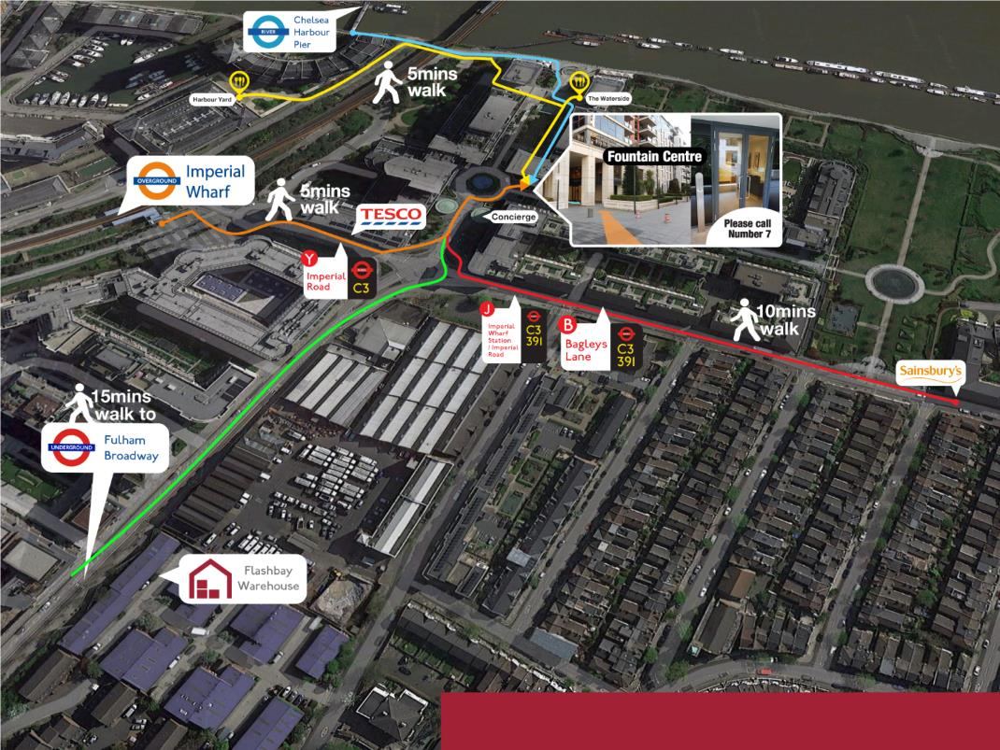 RIVER
Chelsea
Harbour
Pier
5mins
walk
Harbour Yard
The Waterside
Fountain Centre
Please call
Number 7
OVERGROUND
Imperial
Wharf
5mins
walk
TESCO
Concierge
Y
Imperial
Road
C3
J
Imperial
Wharf
Station
/ Imperial
Road
C3
391
B
Bagleys
Lane
C3
391
10mins
walk
Sainsbury's
15mins
walk to
UNDERGROUND
Fulham
Broadway
Flashbay
Warehouse